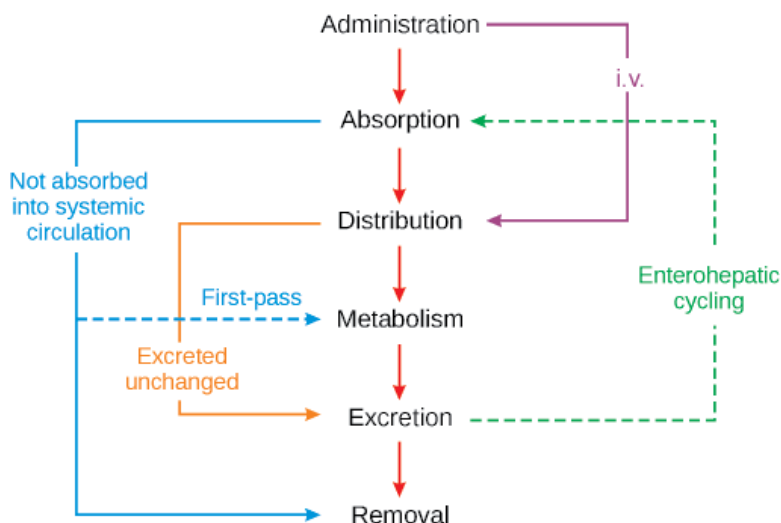 Administration
i.v.
Absorption
Not absorbed
into systemic
circulation
Distribution
Enterohepatic
cycling
First-pass
Metabolism
Excreted
unchanged
Excretion
Removal